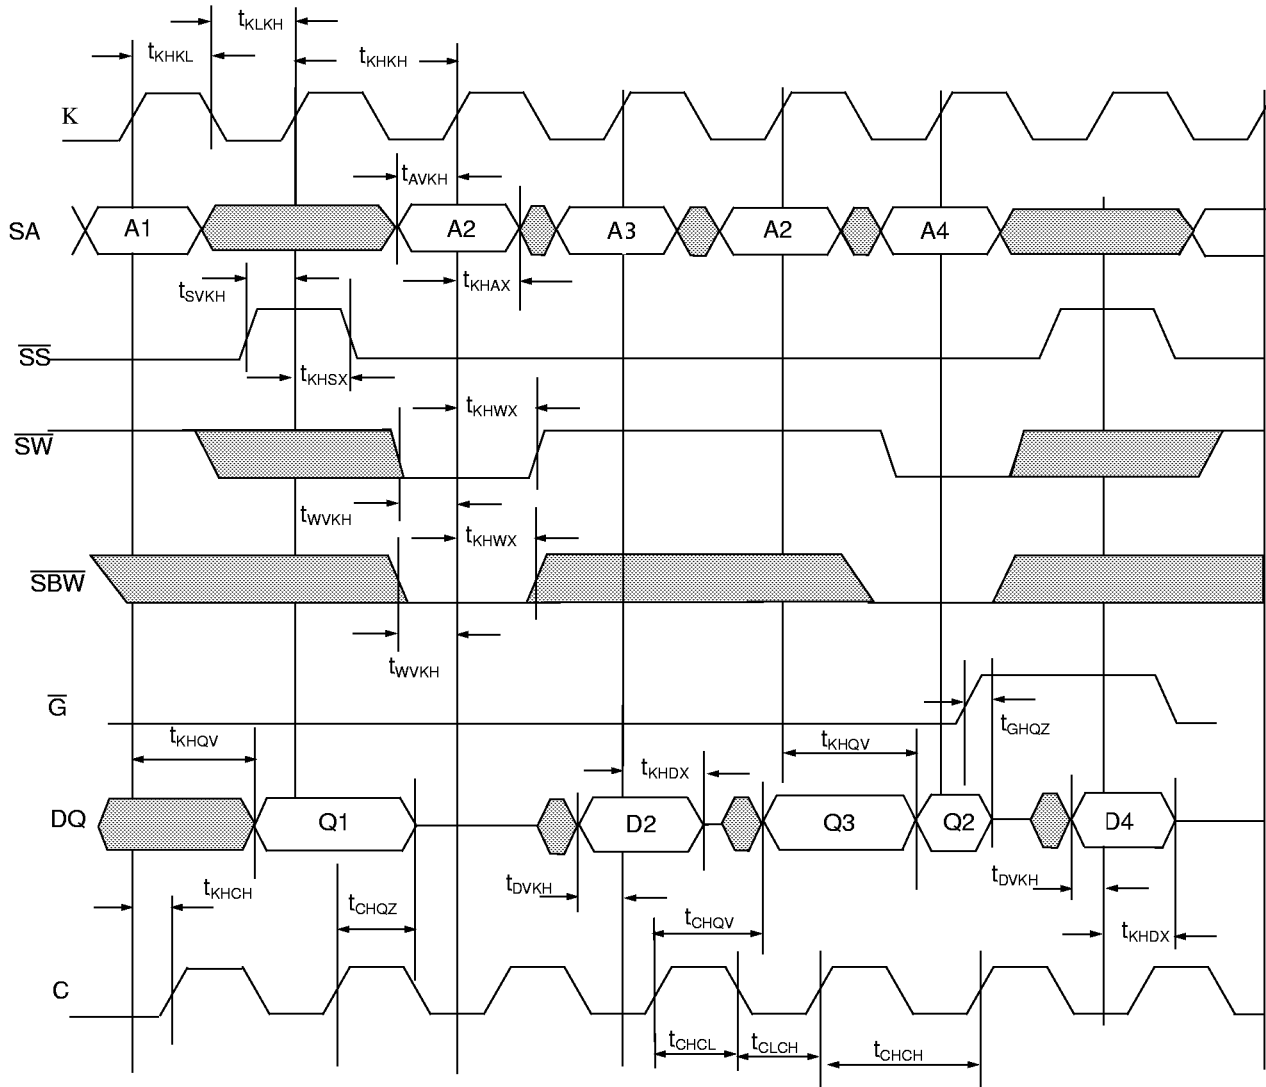 tKLKH
tKHKL
tKHKH
K
tAVKH
SA A1 A2 A3 A2 A4
tSVKH
tKHAX
SS
tKHSX
tKHWX
SW
tWVKH
tKHWX
SBW
tWVKH
G
tGHQZ
tKHQV tKHQV
tKHDX
DQ Q1 D2 Q3 Q2 D4
tKHCH tCHQZ tDVKH tCHQV tDVKH
tKHDX
C
tCHCL tCLCH tCHCH